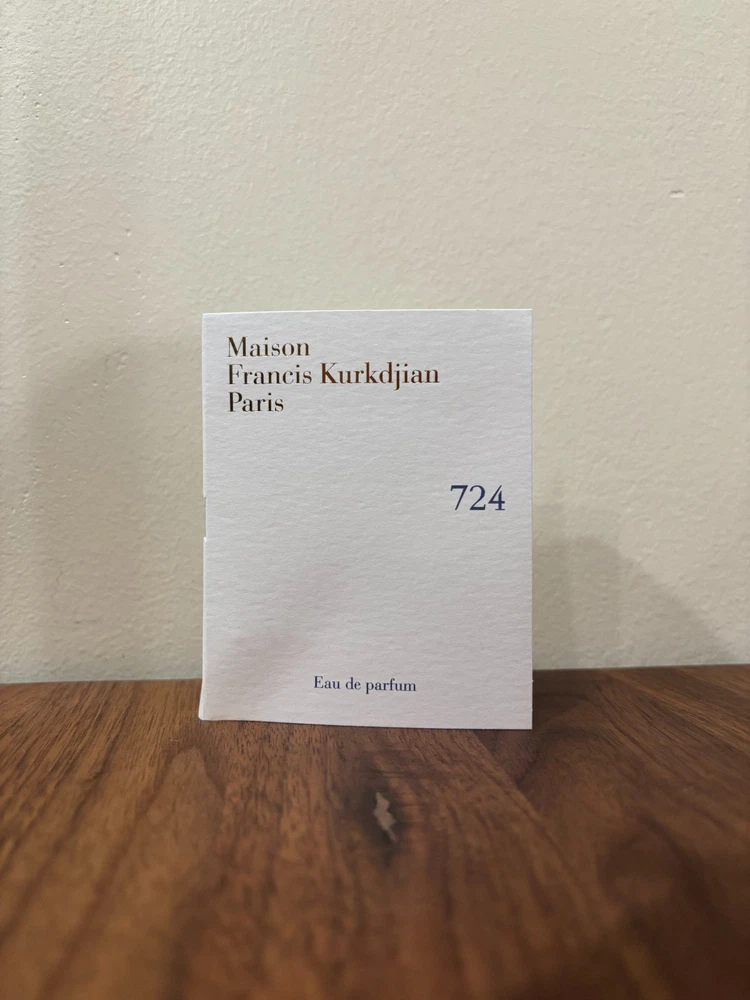 Maison
Francis Kurkdjian
Paris
724
Eau de parfum